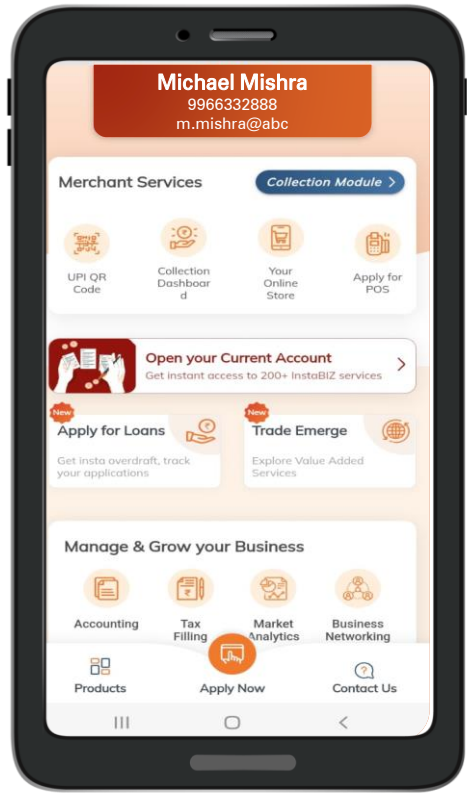 Michael Mishra
9966332888
m.mishra@abc
Merchant Services
Collection Module >
UPI QR
Code
Collection
Dashboar
d
Your
Online
Store
Apply for
POS
Open your Current Account
Get instant access to 200+ InstaBIZ services
New
Apply for Loans
Get insta overdraft, track
your applications
New
Trade Emerge
Explore Value Added
Services
Manage & Grow your Business
Accounting
Tax
Filling
Market
Analytics
Business
Networking
Products
Apply Now
Contact Us